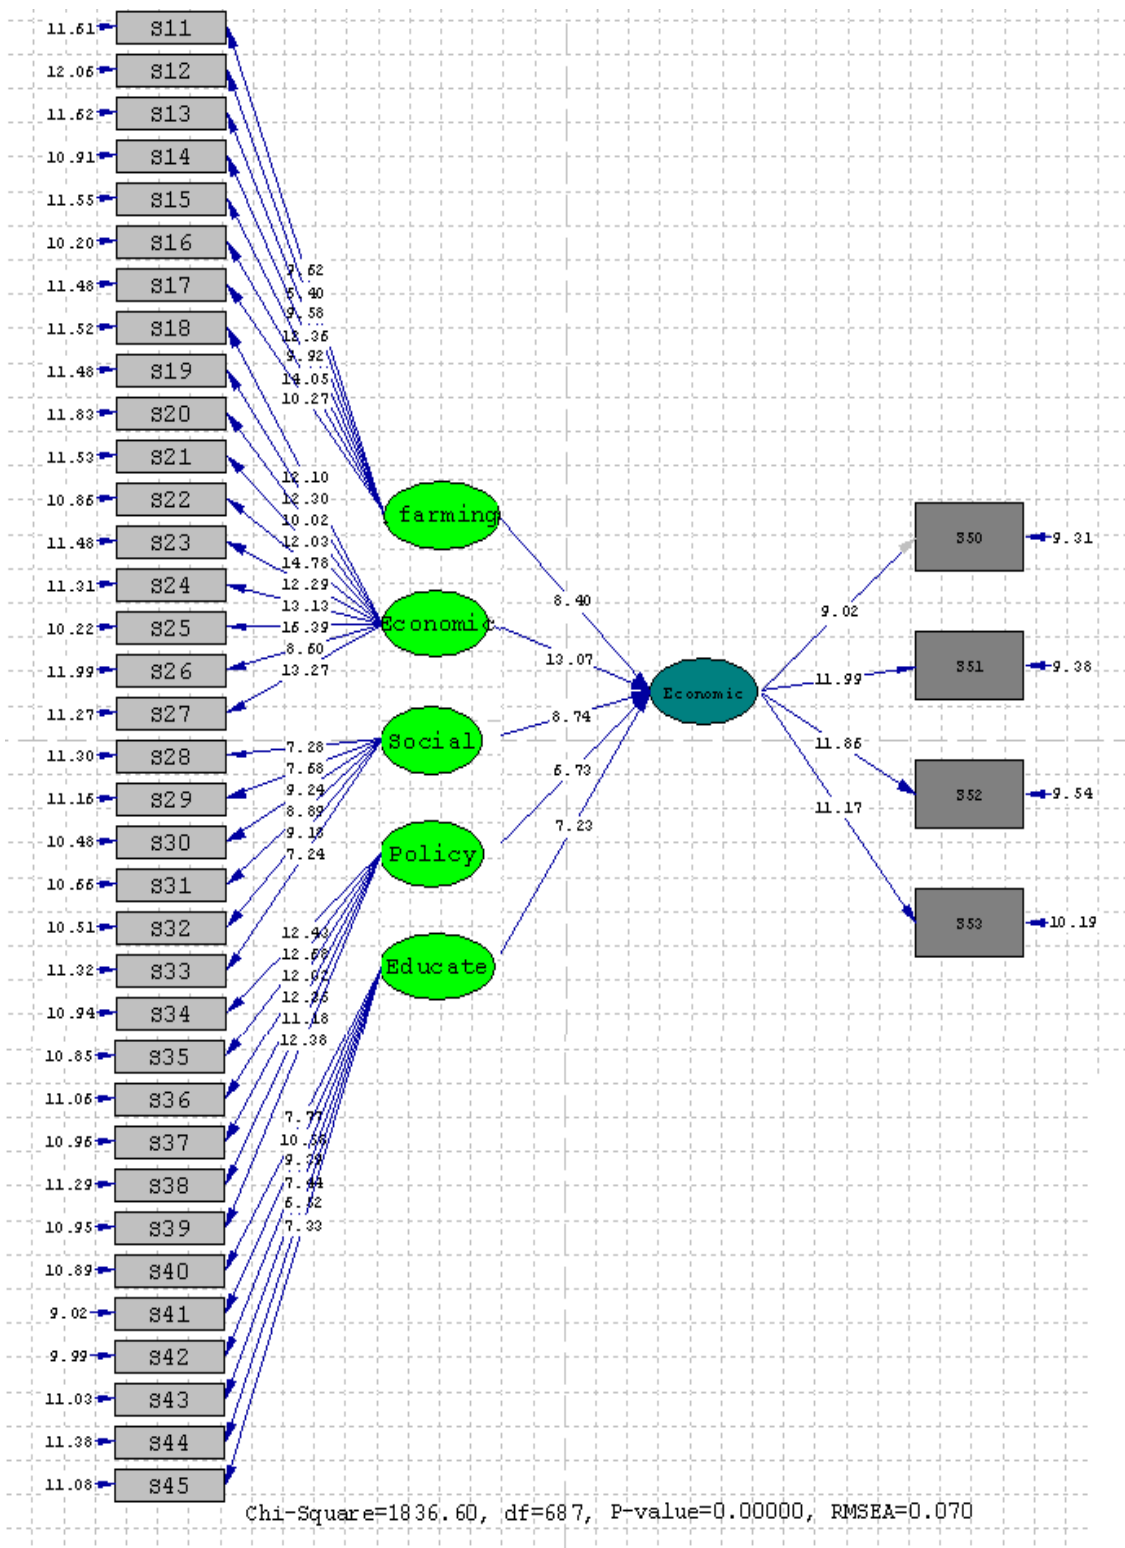 11.61 S11
12.06 S12
11.62 S13
10.91 S14
11.55 S15
10.20 S16
11.48 S17
11.52 S18
11.48 S19
11.83 S20
11.53 S21
10.86 S22
11.48 S23
11.31 S24
10.22 S25
11.99 S26
11.27 S27
11.30 S28
11.16 S29
10.48 S30
10.66 S31
10.51 S32
11.32 S33
10.94 S34
10.85 S35
11.06 S36
10.96 S37
11.29 S38
10.95 S39
10.89 S40
9.02 S41
9.99 S42
11.03 S43
11.38 S44
11.08 S45
9.58
9.92
14.05
10.27
12.10
12.30
10.02
12.03
14.78
12.29
13.13
16.39
8.60
13.27
7.28
7.68
9.24
8.89
7.24
11.18
12.38
7.33
farming
Economic
Social
Policy
Educate
8.40
13.07
8.74
6.73
7.23
Economic
9.02
11.99
11.86
11.17
S50 9.31
S51 9.38
S52 9.54
S53 10.19
Chi-Square=1836.60, df=687, P-value=0.00000, RMSEA=0.070